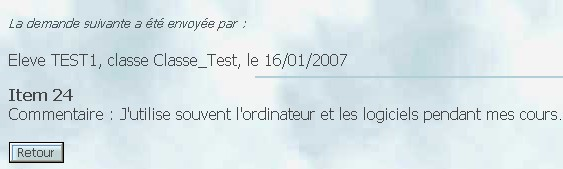 La demande suivante a été envoyée par :
Eleve TEST1, classe Classe_Test, le 16/01/2007
Item 24
Commentaire : J'utilise souvent l'ordinateur et les logiciels pendant mes cours.
Retour